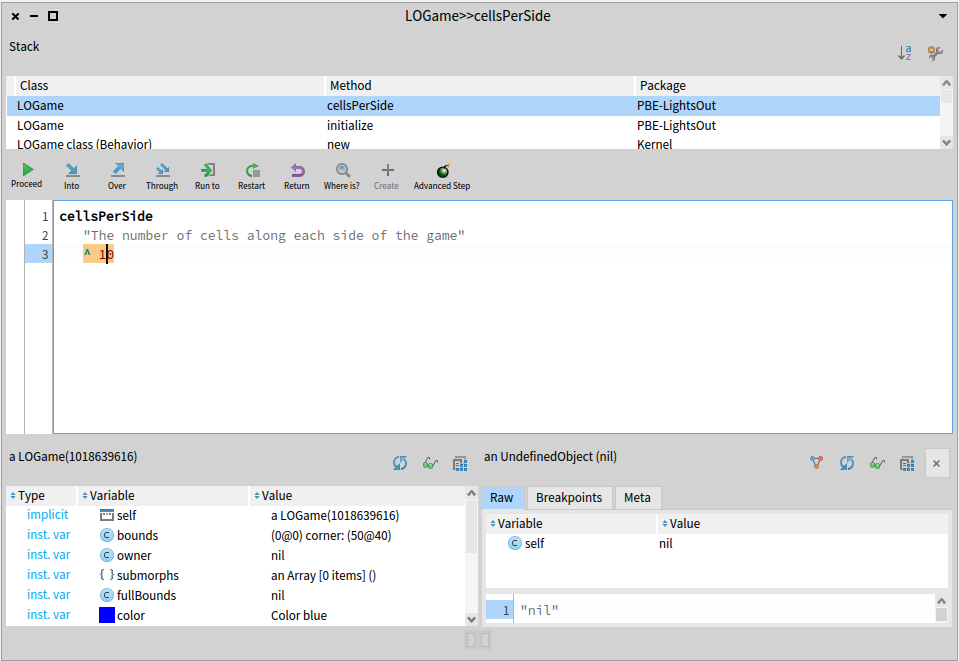 LOGame>>cellsPerSide
Stack
Class Method Package
LOGame cellsPerSide PBE-LightsOut
LOGame initialize PBE-LightsOut
LOGame class (Behavior) new Kernel
Proceed Into Over Through Run to Restart Return Where is? Create Advanced Step
1 cellsPerSide
2 "The number of cells along each side of the game"
3 ^ 10
a LOGame(1018639616)
Type Variable Value
implicit self a LOGame(1018639616)
inst. var bounds (0@0) corner: (50@40)
inst. var owner nil
inst. var { } submorphs an Array [0 items] ()
inst. var fullBounds nil
inst. var color Color blue
an UndefinedObject (nil)
Raw Breakpoints Meta
Variable Value
self nil
1 "nil"